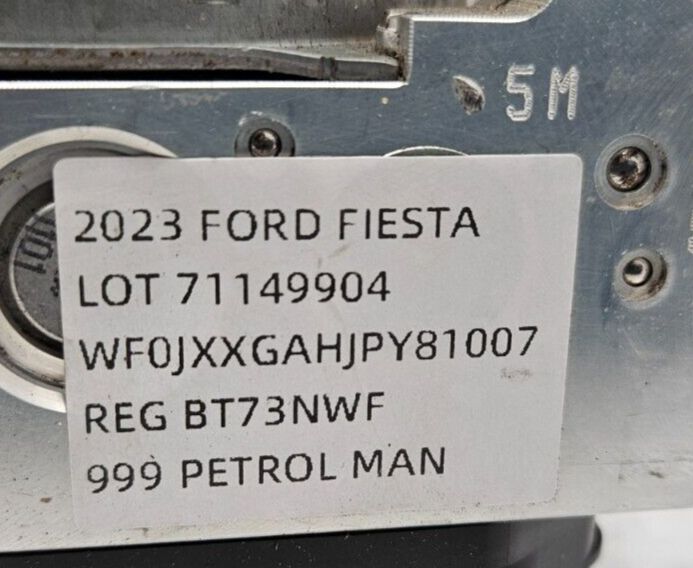 5M
2023 FORD FIESTA
LOT 71149904
WF0JXXGAHJPY81007
REG BT73NWF
999 PETROL MAN